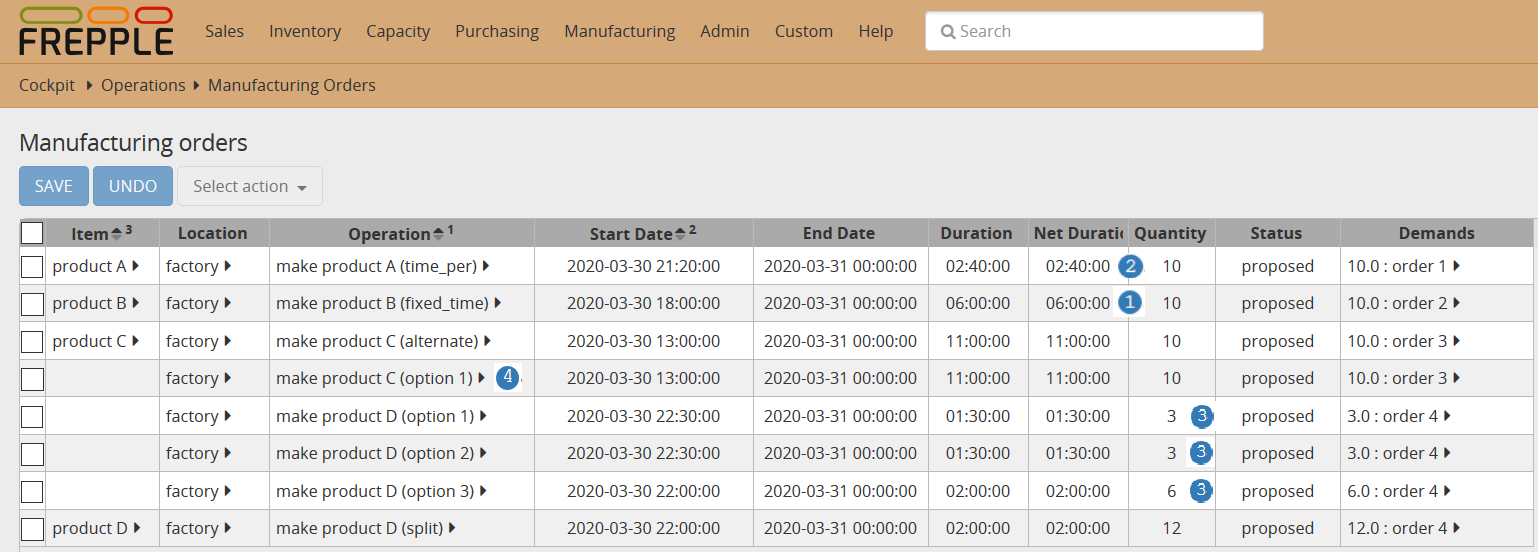 FREPPLE Sales Inventory Capacity Purchasing Manufacturing Admin Custom Help Search
Cockpit Operations Manufacturing Orders
Manufacturing orders
SAVE UNDO Select action
Item 3 Location Operation 1 Start Date 2 End Date Duration Net Duratic Quantity Status Demands
product A factory make product A (time_per) 2020-03-30 21:20:00 2020-03-31 00:00:00 02:40:00 02:40:00 2 10 proposed 10.0 : order 1
product B factory make product B (fixed_time) 2020-03-30 18:00:00 2020-03-31 00:00:00 06:00:00 06:00:00 1 10 proposed 10.0 : order 2
product C factory make product C (alternate) 2020-03-30 13:00:00 2020-03-31 00:00:00 11:00:00 11:00:00 10 proposed 10.0 : order 3
factory make product C (option 1) 4 2020-03-30 13:00:00 2020-03-31 00:00:00 11:00:00 11:00:00 10 proposed 10.0 : order 3
factory make product D (option 1) 2020-03-30 22:30:00 2020-03-31 00:00:00 01:30:00 01:30:00 3 3 proposed 3.0 : order 4
factory make product D (option 2) 2020-03-30 22:30:00 2020-03-31 00:00:00 01:30:00 01:30:00 3 3 proposed 3.0 : order 4
factory make product D (option 3) 2020-03-30 22:00:00 2020-03-31 00:00:00 02:00:00 02:00:00 6 3 proposed 6.0 : order 4
product D factory make product D (split) 2020-03-30 22:00:00 2020-03-31 00:00:00 02:00:00 02:00:00 12 proposed 12.0 : order 4